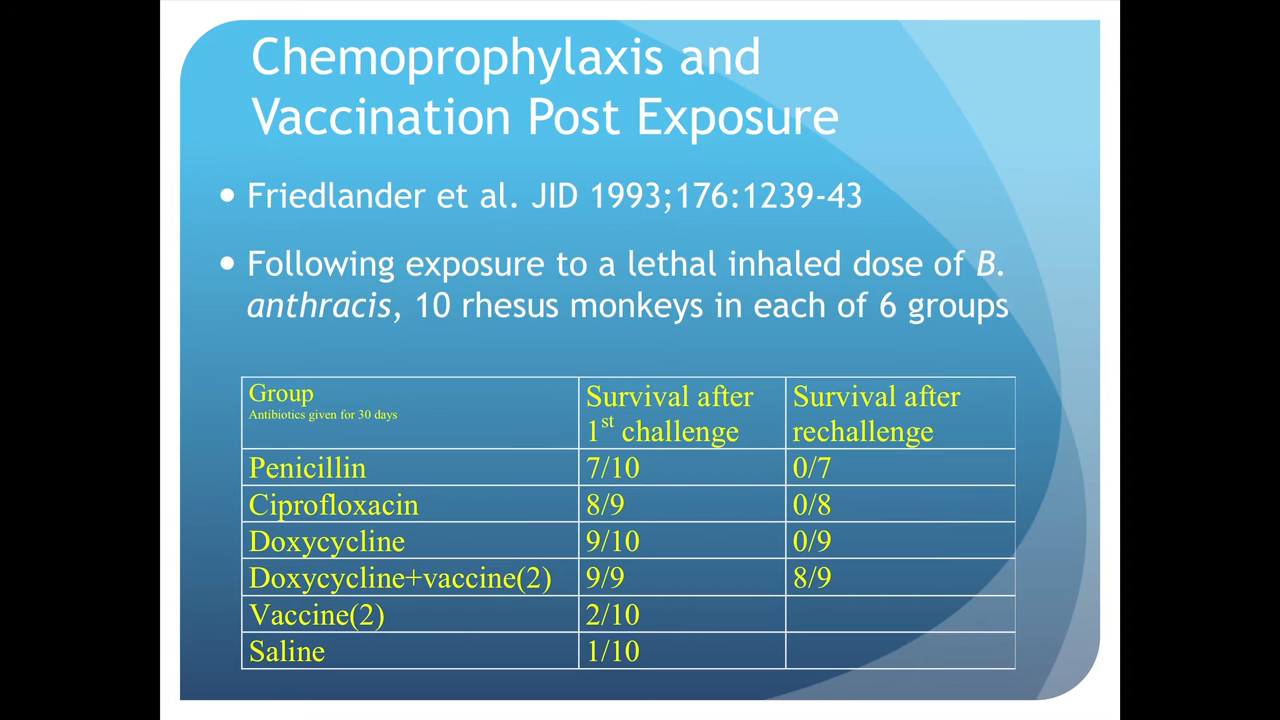 Chemoprophylaxis and
Vaccination Post Exposure
• Friedlander et al. JID 1993;176:1239-43
• Following exposure to a lethal inhaled dose of B.
anthracis, 10 rhesus monkeys in each of 6 groups
Group
Antibiotics given for 30 days
Survival after
1st challenge
Survival after
rechallenge
Penicillin 7/10 0/7
Ciprofloxacin 8/9 0/8
Doxycycline 9/10 0/9
Doxycycline+vaccine(2) 9/9 8/9
Vaccine(2) 2/10
Saline 1/10